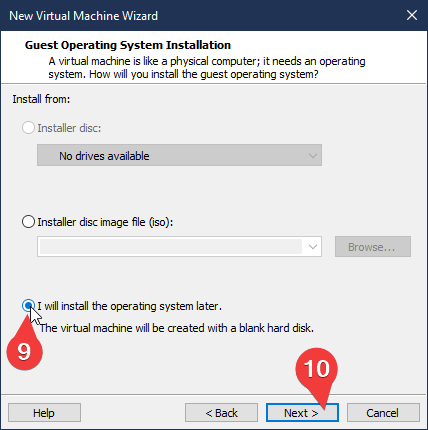 New Virtual Machine Wizard
Guest Operating System Installation
A virtual machine is like a physical computer; it needs an operating
system. How will you install the guest operating system?
Install from:
Installer disc:
No drives available
Installer disc image file (iso):
Browse...
I will install the operating system later.
The virtual machine will be created with a blank hard disk.
9
10
Help
< Back
Next >
Cancel